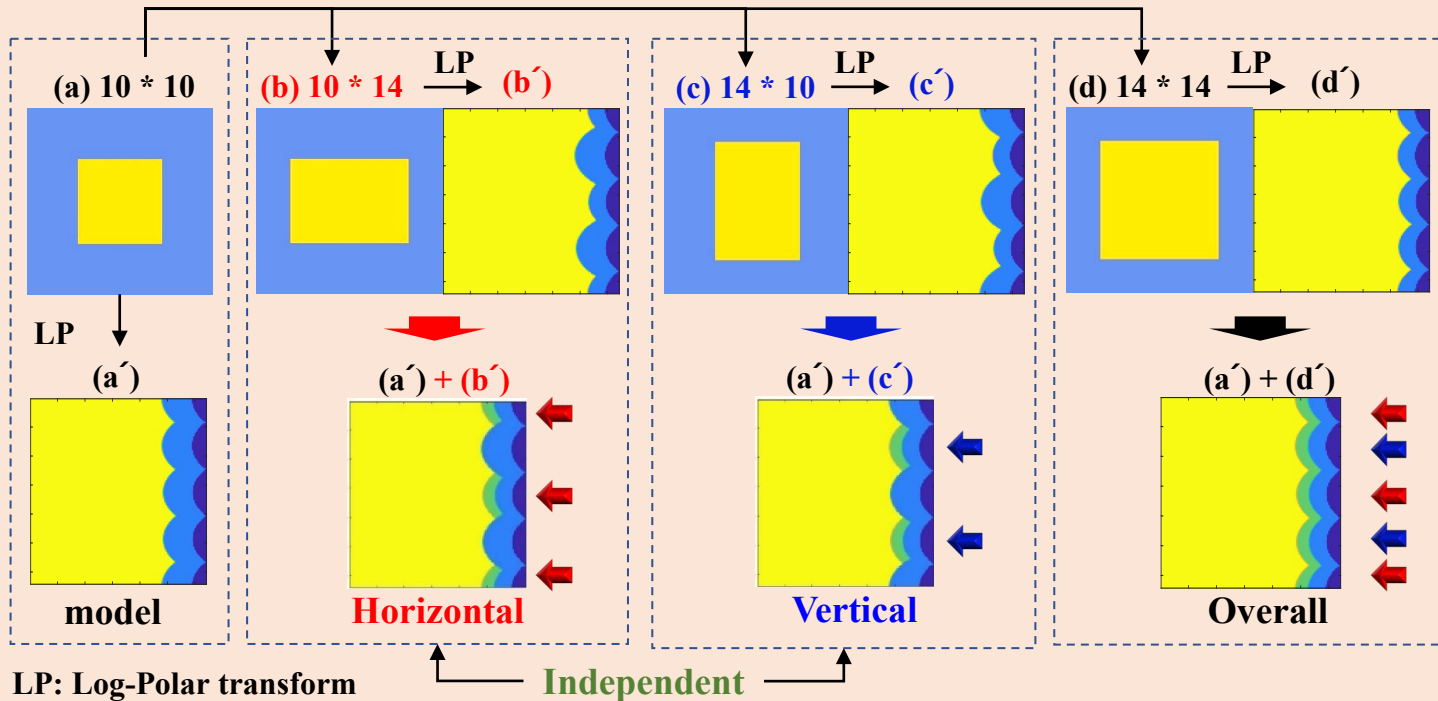 (a) 10 * 10
LP
(a´)
model
(b) 10 * 14
LP
(b´)
(a´) + (b´)
Horizontal
(c) 14 * 10
LP
(c´)
(a´) + (c´)
Vertical
(d) 14 * 14
LP
(d´)
(a´) + (d´)
Overall
LP: Log-Polar transform
Independent